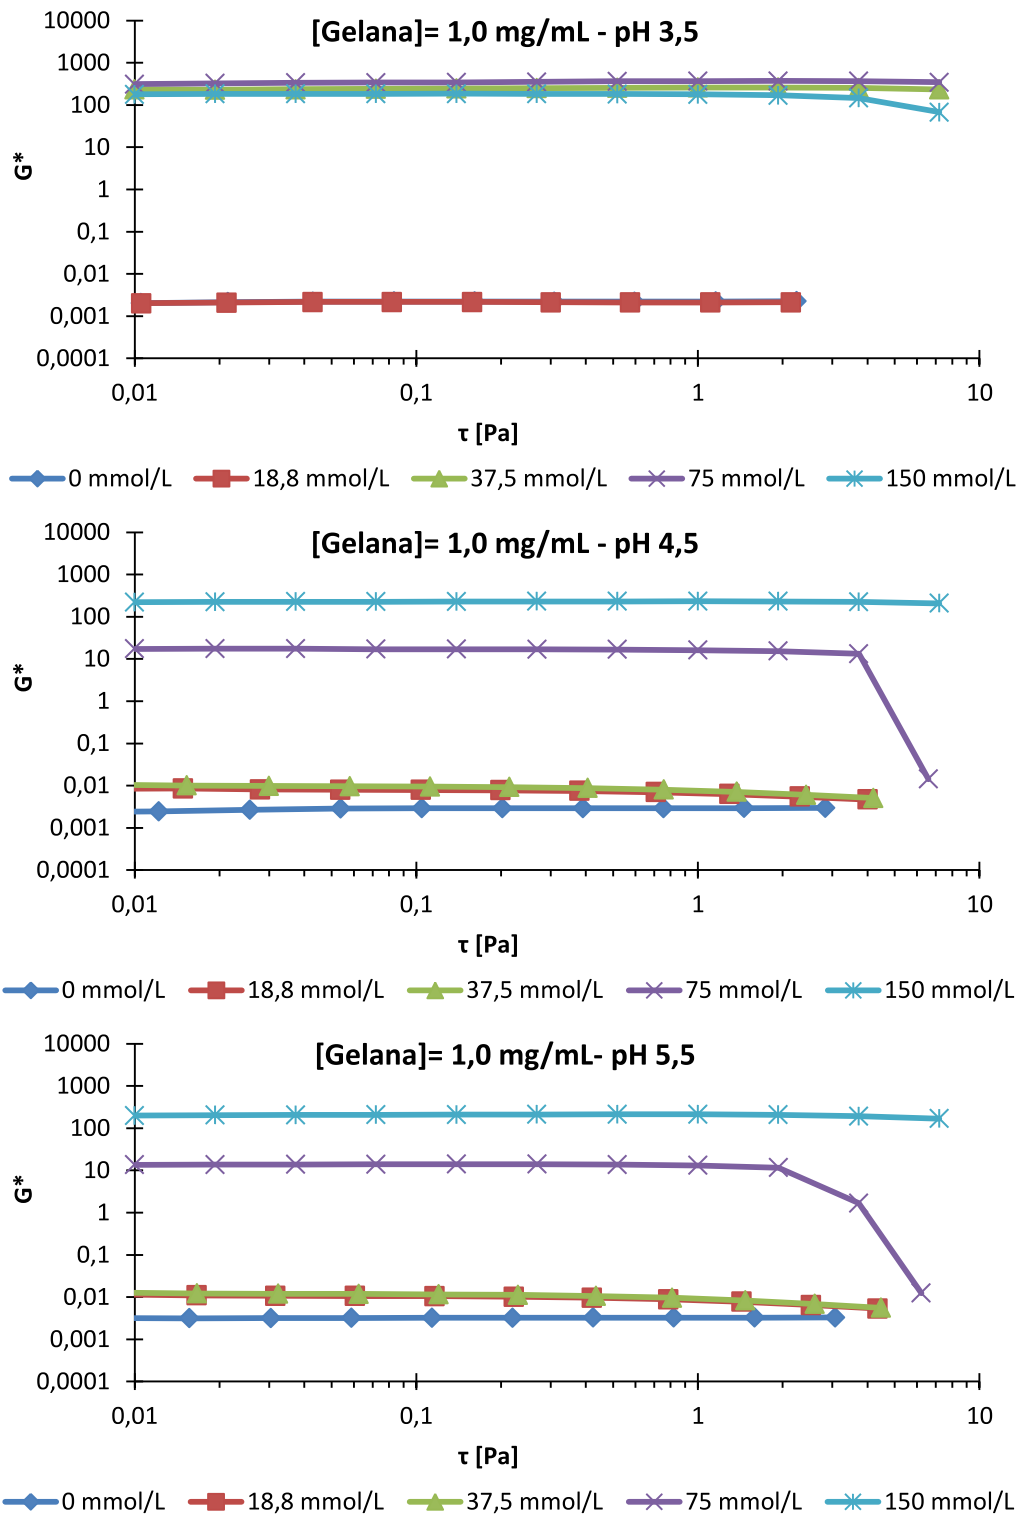 [Gelana]= 1,0 mg/mL - pH 3,5
10000
1000
100
10
1
0,1
0,01
0,001
0,0001
G*
0,01 0,1 1 10
τ [Pa]
0 mmol/L 18,8 mmol/L 37,5 mmol/L 75 mmol/L 150 mmol/L
[Gelana]= 1,0 mg/mL - pH 4,5
10000
1000
100
10
1
0,1
0,01
0,001
0,0001
G*
0,01 0,1 1 10
τ [Pa]
0 mmol/L 18,8 mmol/L 37,5 mmol/L 75 mmol/L 150 mmol/L
[Gelana]= 1,0 mg/mL- pH 5,5
10000
1000
100
10
1
0,1
0,01
0,001
0,0001
G*
0,01 0,1 1 10
τ [Pa]
0 mmol/L 18,8 mmol/L 37,5 mmol/L 75 mmol/L 150 mmol/L